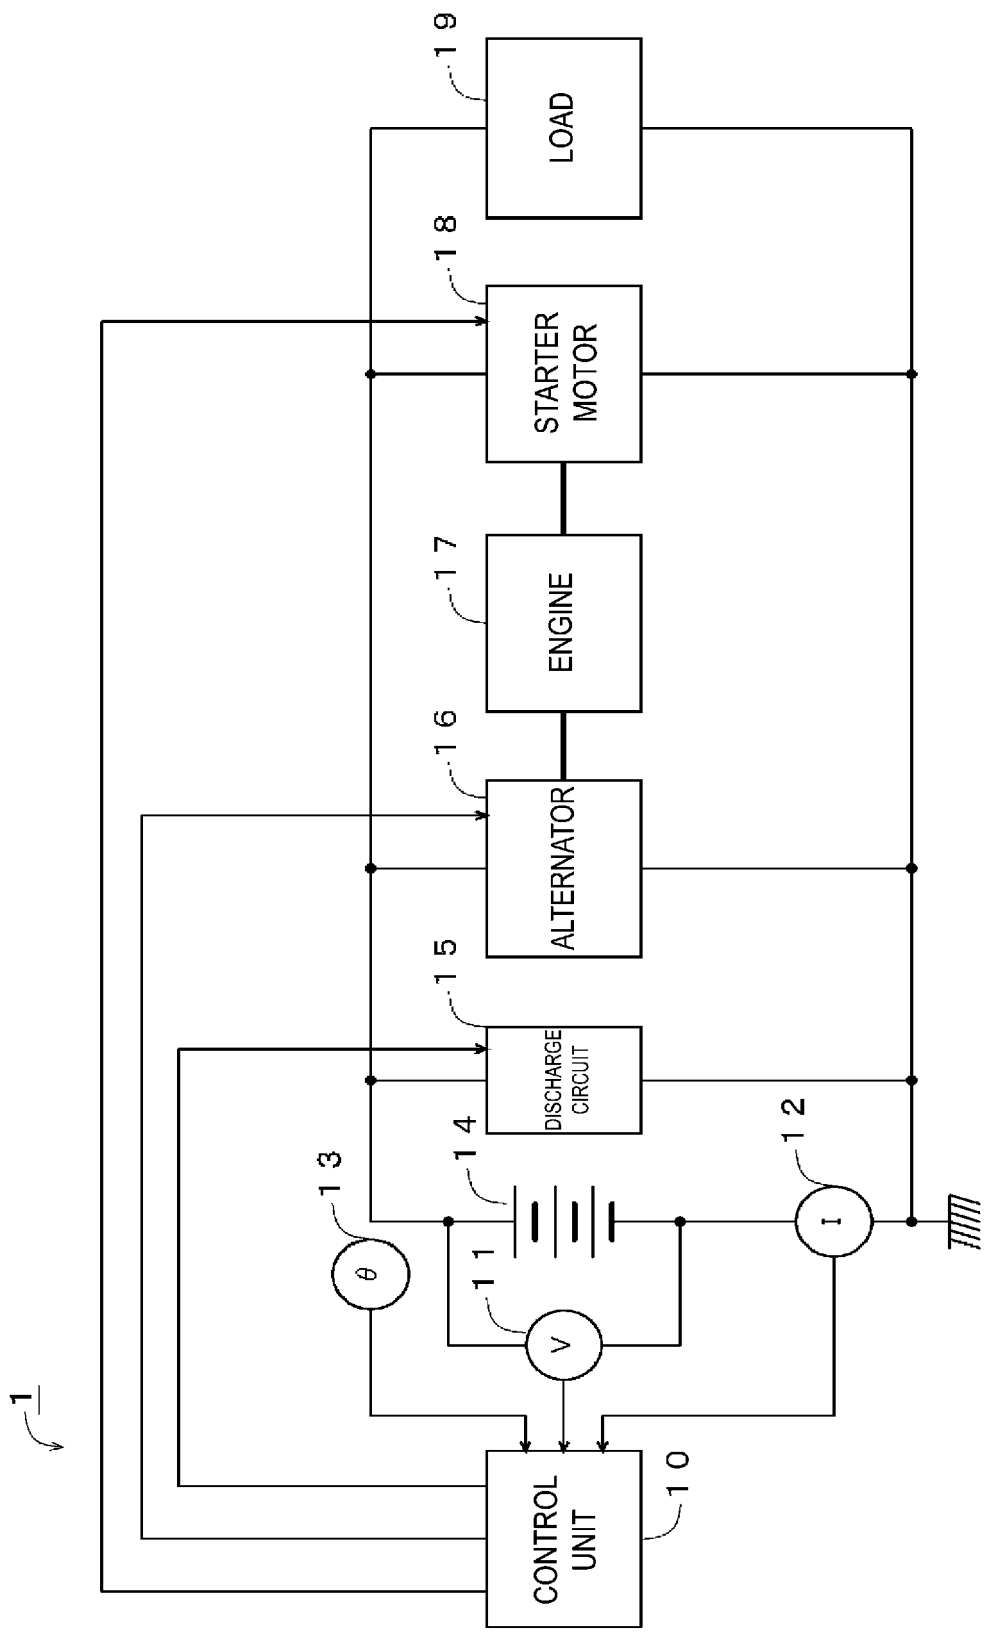 1
CONTROL
UNIT
10
θ
13
V
11
14
I
12
DISCHARGE
CIRCUIT
15
ALTERNATOR
16
ENGINE
17
STARTER
MOTOR
18
LOAD
19